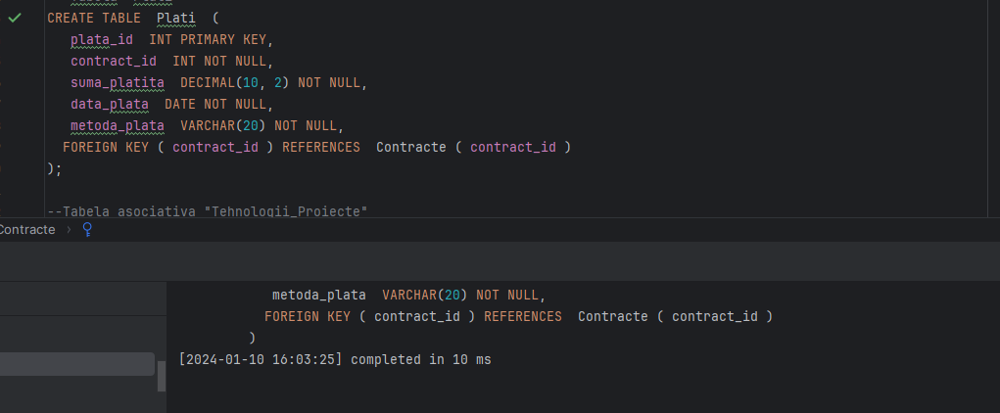 CREATE TABLE Plati (
plata_id INT PRIMARY KEY,
contract_id INT NOT NULL,
suma_platita DECIMAL(10, 2) NOT NULL,
data_plata DATE NOT NULL,
metoda_plata VARCHAR(20) NOT NULL,
FOREIGN KEY ( contract_id ) REFERENCES Contracte ( contract_id )
);
--Tabela asociativa "Tehnologii_Proiecte"
Contracte
metoda_plata VARCHAR(20) NOT NULL,
FOREIGN KEY ( contract_id ) REFERENCES Contracte ( contract_id )
)
[2024-01-10 16:03:25] completed in 10 ms